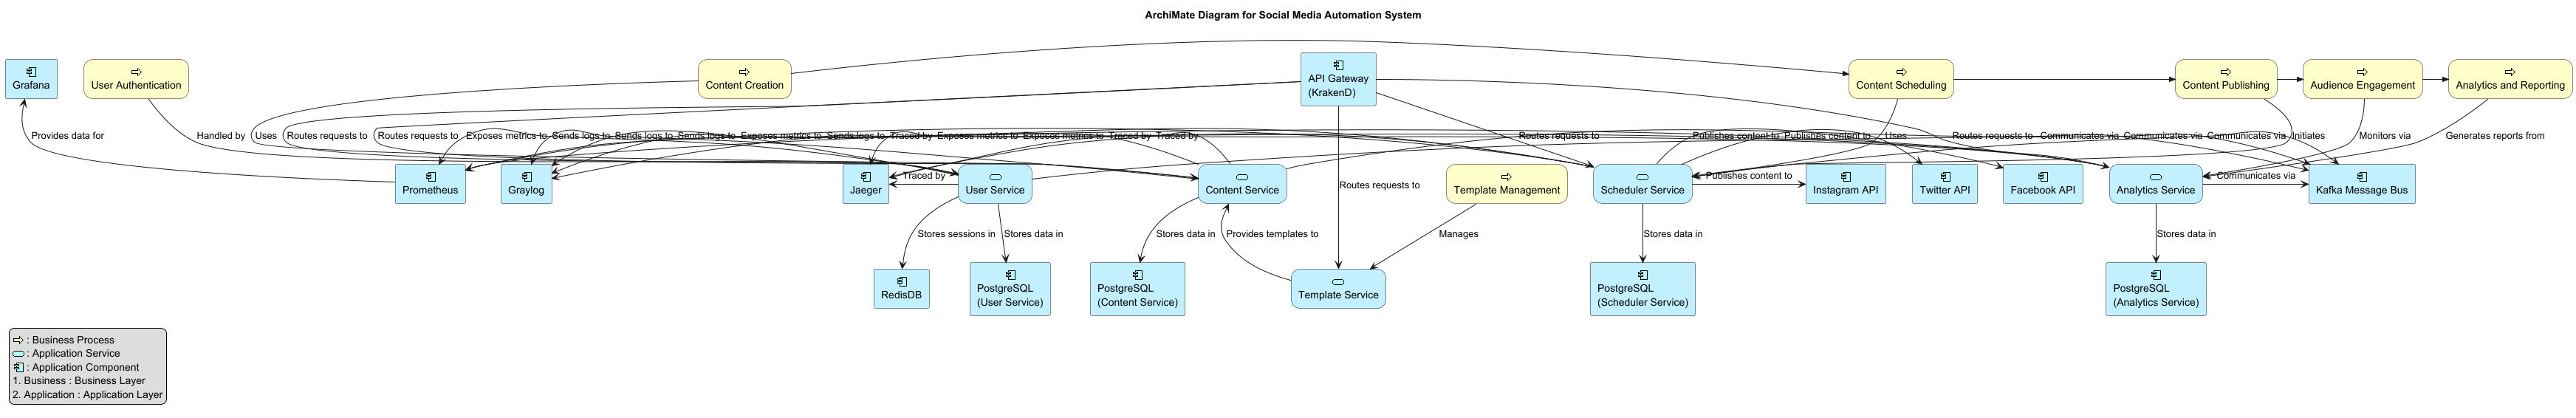 ArchiMate Diagram for Social Media Automation System
Grafana
User Authentication
Content Creation
API Gateway
(KrakenD)
Content Scheduling
Content Publishing
Audience Engagement
Analytics and Reporting
Provides data for
Handled by
Uses
Routes requests to
Routes requests to
Exposes metrics to
Sends logs to
Sends logs to
Sends logs to
Exposes metrics to
Sends logs to
Traced by
Exposes metrics to
Exposes metrics to
Traced by
Traced by
Routes requests to
Publishes content to
Publishes content to
Uses
Routes requests to
Communicates via
Communicates via
Communicates via
Initiates
Monitors via
Generates reports from
Prometheus
Graylog
Jaeger
Traced by
User Service
Content Service
Routes requests to
Template Management
Scheduler Service
Publishes content to
Instagram API
Twitter API
Facebook API
Analytics Service
Communicates via
Kafka Message Bus
Stores sessions in
Stores data in
Stores data in
Provides templates to
Manages
Stores data in
Stores data in
RedisDB
PostgreSQL
(User Service)
PostgreSQL
(Content Service)
Template Service
PostgreSQL
(Scheduler Service)
PostgreSQL
(Analytics Service)
: Business Process
: Application Service
: Application Component
1. Business : Business Layer
2. Application : Application Layer